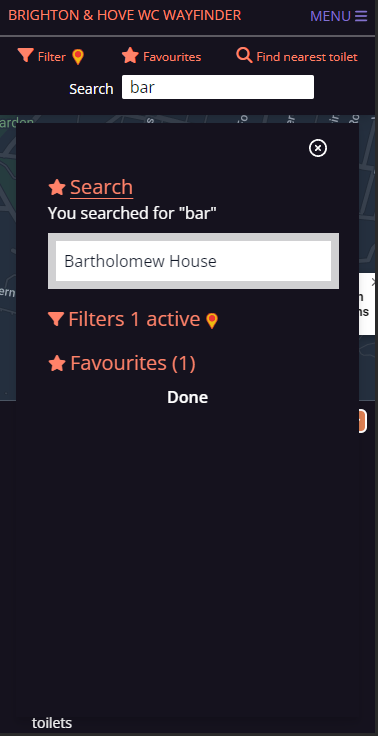 BRIGHTON & HOVE WC WAYFINDER
MENU
Filter
Favourites
Find nearest toilet
Search
bar
Search
You searched for "bar"
Bartholomew House
Filters 1 active
Favourites (1)
Done
toilets